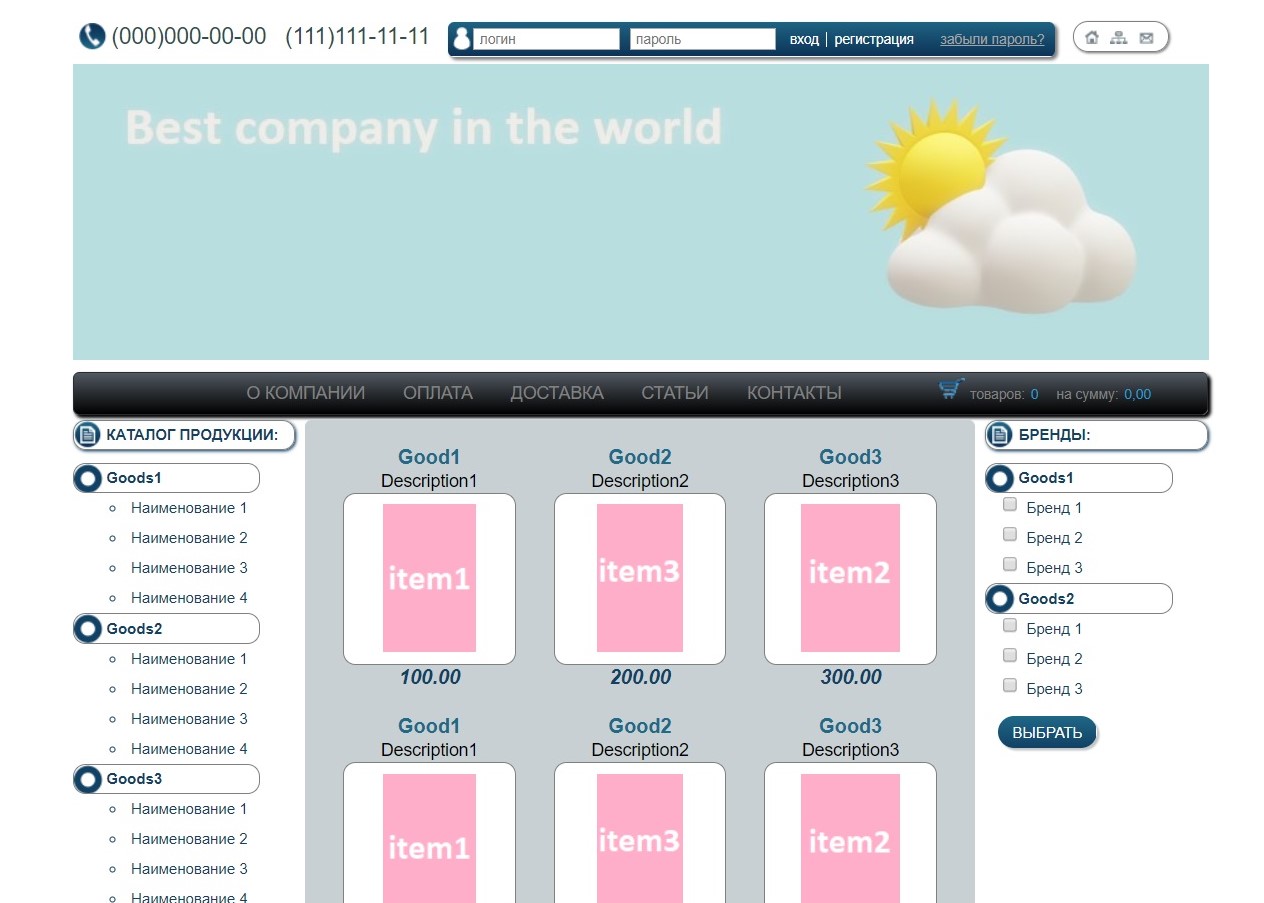 (000)000-00-00 (111)111-11-11
логин
пароль
вход | регистрация
забыли пароль?
Best company in the world
О КОМПАНИИ ОПЛАТА ДОСТАВКА СТАТЬИ КОНТАКТЫ
товаров: 0 на сумму: 0,00
КАТАЛОГ ПРОДУКЦИИ:
Goods1
Наименование 1
Наименование 2
Наименование 3
Наименование 4
Goods2
Наименование 1
Наименование 2
Наименование 3
Наименование 4
Goods3
Наименование 1
Наименование 2
Наименование 3
Наименование 4
Good1
Description1
item1
100.00
Good2
Description2
item3
200.00
Good3
Description3
item2
300.00
Good1
Description1
item1
Good2
Description2
item3
Good3
Description3
item2
БРЕНДЫ:
Goods1
Бренд 1
Бренд 2
Бренд 3
Goods2
Бренд 1
Бренд 2
Бренд 3
ВЫБРАТЬ